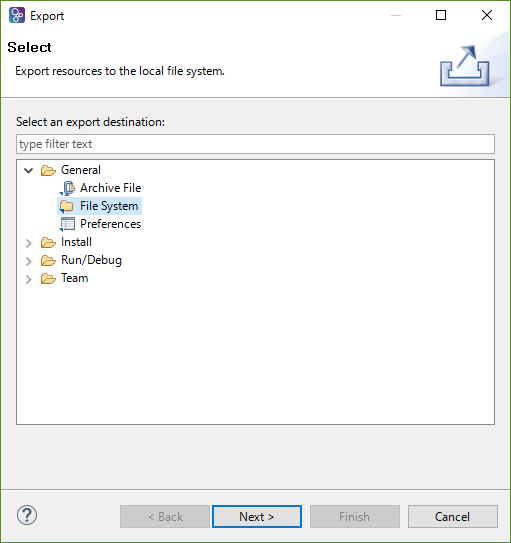 Export
Select
Export resources to the local file system.
Select an export destination:
type filter text
General
Archive File
File System
Preferences
Install
Run/Debug
Team
?
< Back
Next >
Finish
Cancel